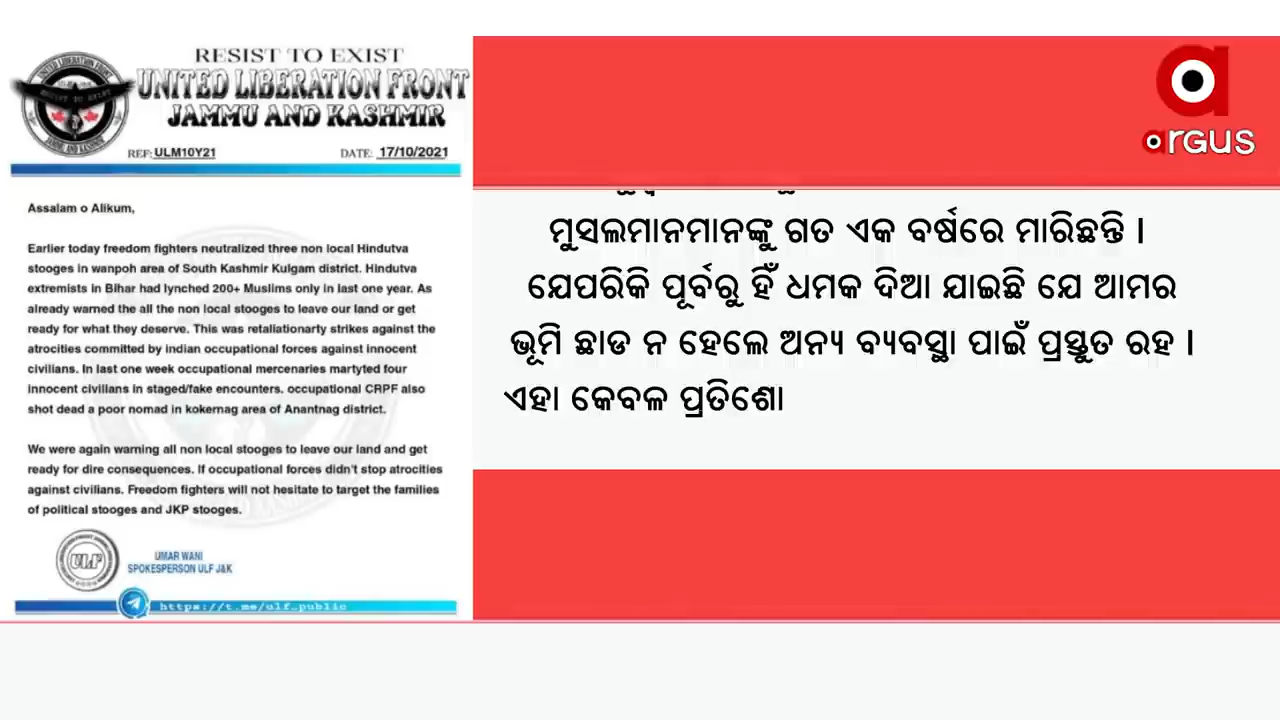 RESIST TO EXIST
UNITED LIBERATION FRONT
JAMMU AND KASHMIR
REF: ULM10Y21 DATE: 17/10/2021
Assalam o Alikum,
Earlier today freedom fighters neutralized three non local Hindutva
stooges in wanpoh area of South Kashmir Kulgam district. Hindutva
extremists in Bihar had lynched 200+ Muslims only in last one year. As
already warned the all the non local stooges to leave our land or get
ready for what they deserve. This was retaliationarty strikes against the
atrocities committed by indian occupational forces against innocent
civilians. In last one week occupational mercenaries martyted four
innocent civilians in staged/fake encounters. occupational CRPF also
shot dead a poor nomad in kokernag area of Anantnag district.
We were again warning all non local stooges to leave our land and get
ready for dire consequences. If occupational forces didn't stop atrocities
against civilians. Freedom fighters will not hesitate to target the families
of political stooges and JKP stooges.
ULF
UMAR WANI
SPOKESPERSON ULF J&K
https://t.me/ulf_public
argus
ମୁସଲମାନମାନଙ୍କୁ ଗତ ଏକ ବର୍ଷରେ ମାରିଛନ୍ତି ।
ଯେପରିକି ପୂର୍ବରୁ ହିଁ ଧମକ ଦିଆ ଯାଇଛି ଯେ ଆମର
ଭୂମି ଛାଡ ନ ହେଲେ ଅନ୍ୟ ବ୍ୟବସ୍ଥା ପାଇଁ ପ୍ରସ୍ତୁତ ରହ ।
ଏହା କେବଳ ପ୍ରତିଶୋ